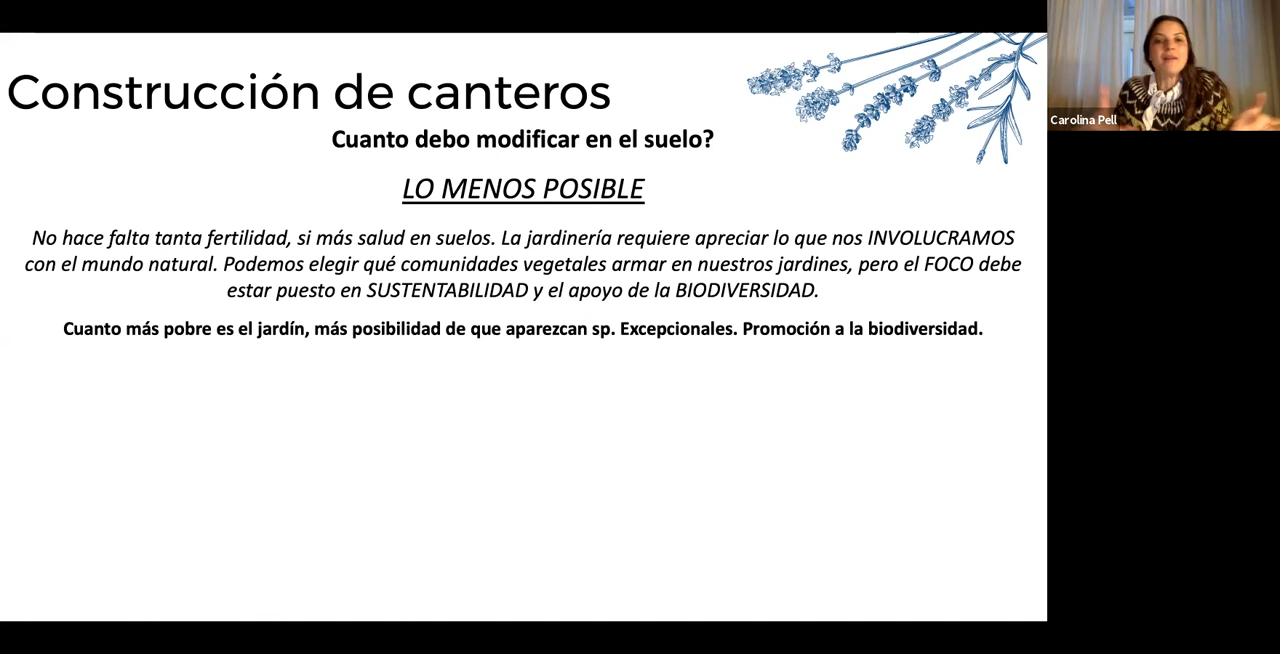 Construcción de canteros
Cuanto debo modificar en el suelo?
LO MENOS POSIBLE
No hace falta tanta fertilidad, si más salud en suelos. La jardinería requiere apreciar lo que nos INVOLUCRAMOS
con el mundo natural. Podemos elegir qué comunidades vegetales armar en nuestros jardines, pero el FOCO debe
estar puesto en SUSTENTABILIDAD y el apoyo de la BIODIVERSIDAD.
Cuanto más pobre es el jardín, más posibilidad de que aparezcan sp. Excepcionales. Promoción a la biodiversidad.
Carolina Pell